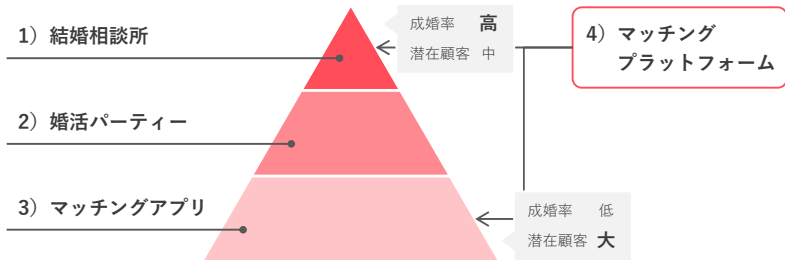 1）結婚相談所
成婚率 高
潜在顧客 中
4）マッチング
プラットフォーム
2）婚活パーティー
3）マッチングアプリ
成婚率 低
潜在顧客 大